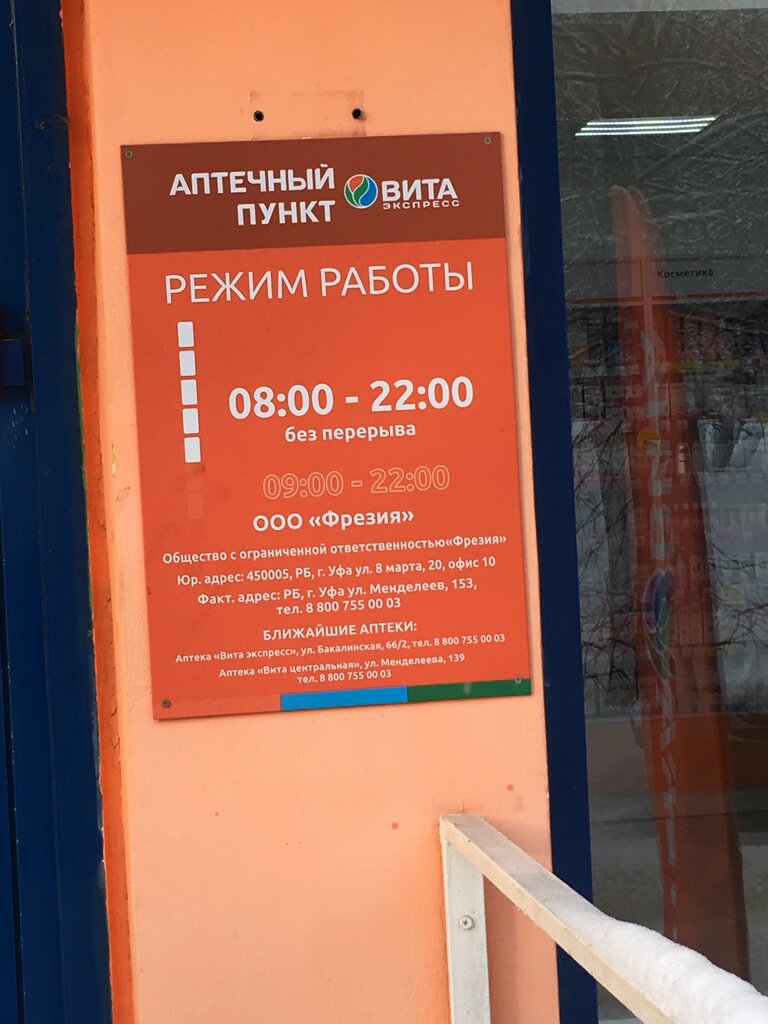 АПТЕЧНЫЙ
ПУНКТ
ВИТА
ЭКСПРЕСС
РЕЖИМ РАБОТЫ
08:00 - 22:00
без перерыва
09:00 - 22:00
ООО «Фрезия»
Общество с ограниченной ответственностью«Фрезия»
Юр. адрес: 450005, РБ, г. Уфа ул. 8 марта, 20, офис 10
Факт. адрес: РБ, г. Уфа ул. Менделеев, 153,
тел. 8 800 755 00 03
БЛИЖАЙШИЕ АПТЕКИ:
Аптека «Вита экспресс», ул. Бакалинская, 66/2, тел. 8 800 755 00 03
Аптека «Вита центральная», ул. Менделеева, 139
тел. 8 800 755 00 03
Косметика